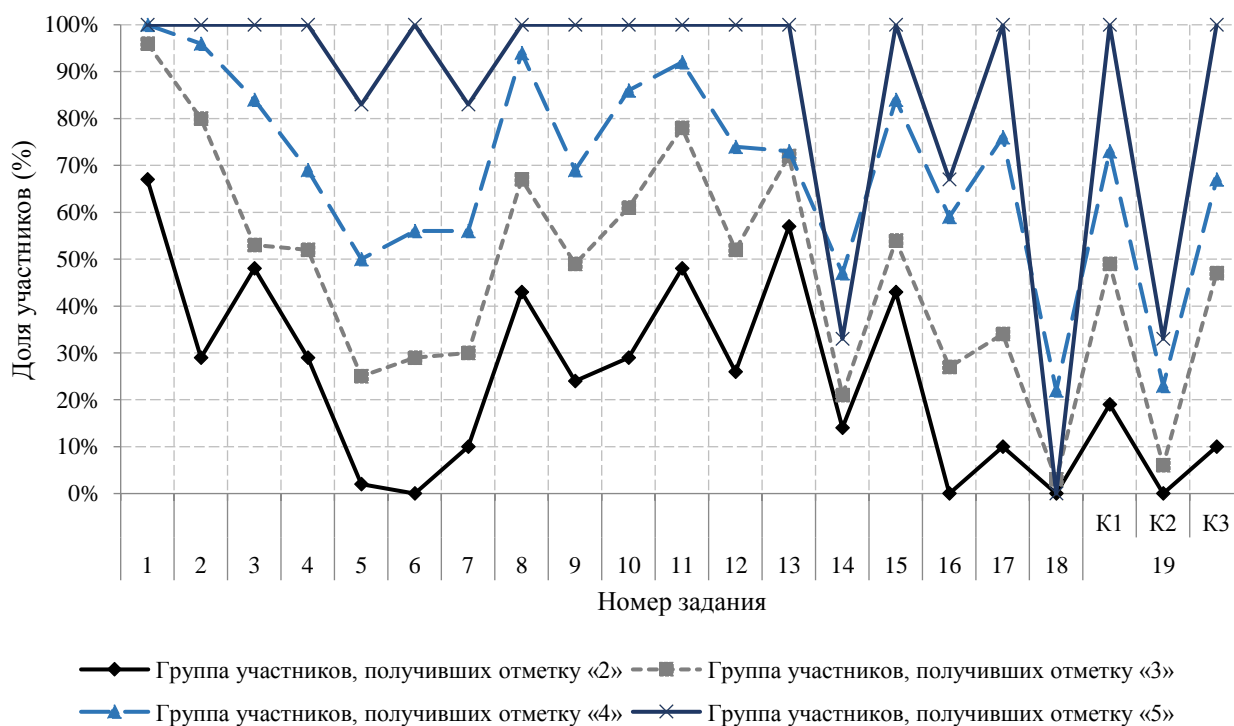 100%
90%
80%
70%
60%
50%
40%
30%
20%
10%
0%
Доля участников (%)
К1 К2 К3
1 2 3 4 5 6 7 8 9 10 11 12 13 14 15 16 17 18 19
Номер задания
Группа участников, получивших отметку «2» Группа участников, получивших отметку «3»
Группа участников, получивших отметку «4» Группа участников, получивших отметку «5»